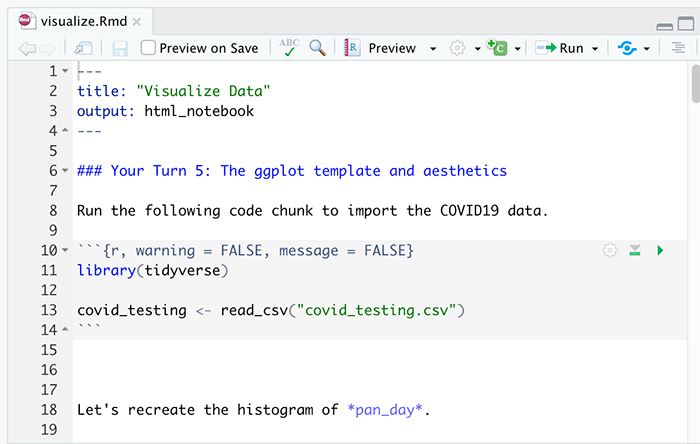 visualize.Rmd
Preview on Save ABC Preview Run
1 ---
2 title: "Visualize Data"
3 output: html_notebook
4 ---
5
6 ### Your Turn 5: The ggplot template and aesthetics
7
8 Run the following code chunk to import the COVID19 data.
9
10 ```{r, warning = FALSE, message = FALSE}
11 library(tidyverse)
12
13 covid_testing <- read_csv("covid_testing.csv")
14 ```
15
16
17
18 Let's recreate the histogram of *pan_day*.
19